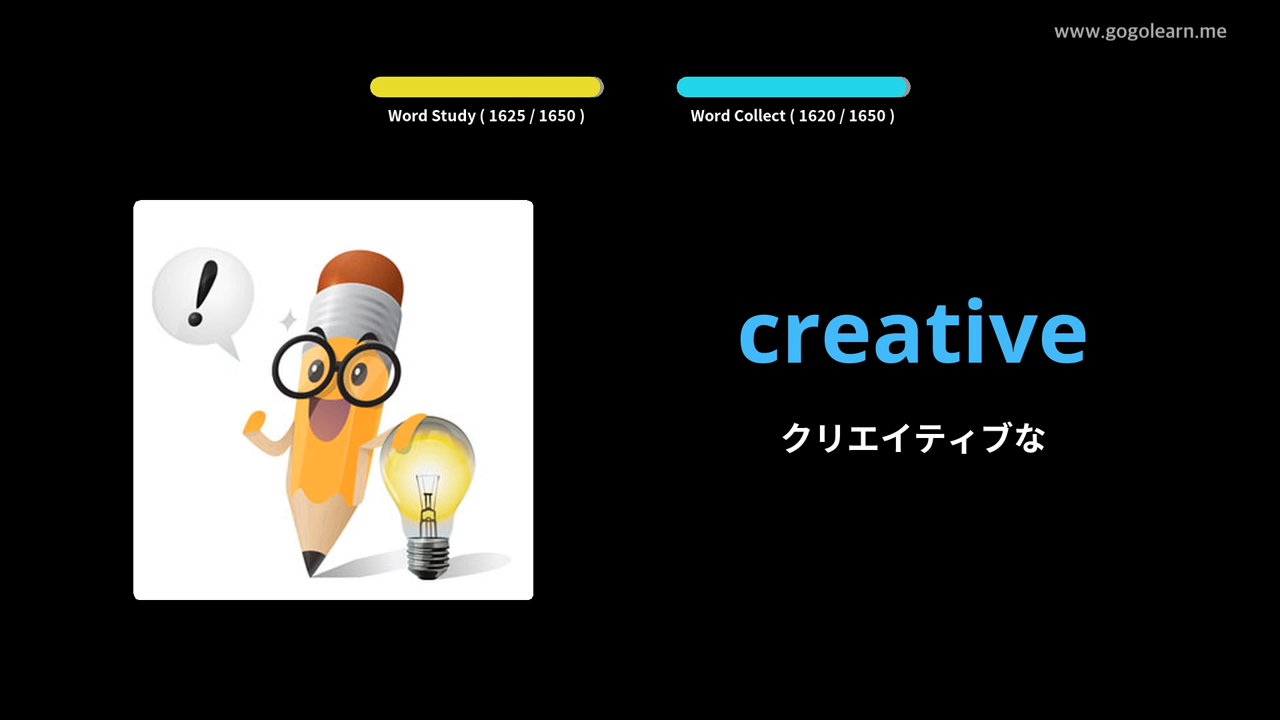 www.gogolearn.me
Word Study ( 1625 / 1650 )
Word Collect ( 1620 / 1650 )
!
creative
クリエイティブな